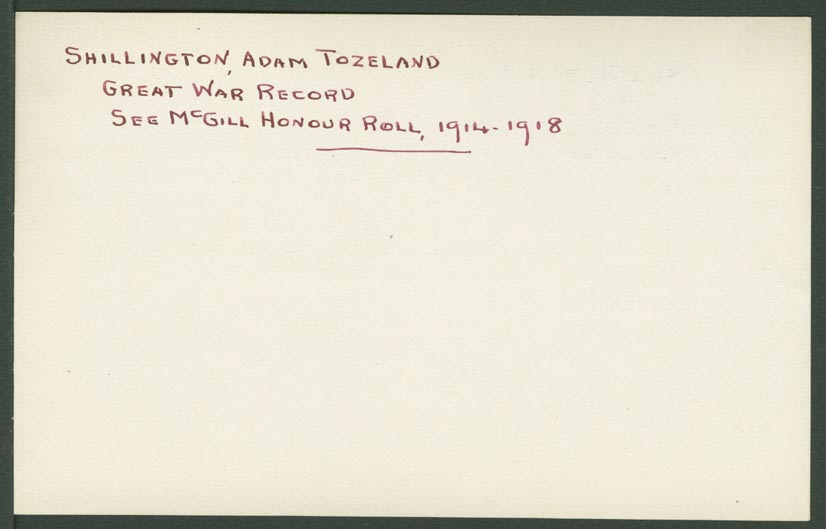 SHILLINGTON, ADAM TOZELAND
GREAT WAR RECORD
SEE McGILL HONOUR ROLL, 1914-1918